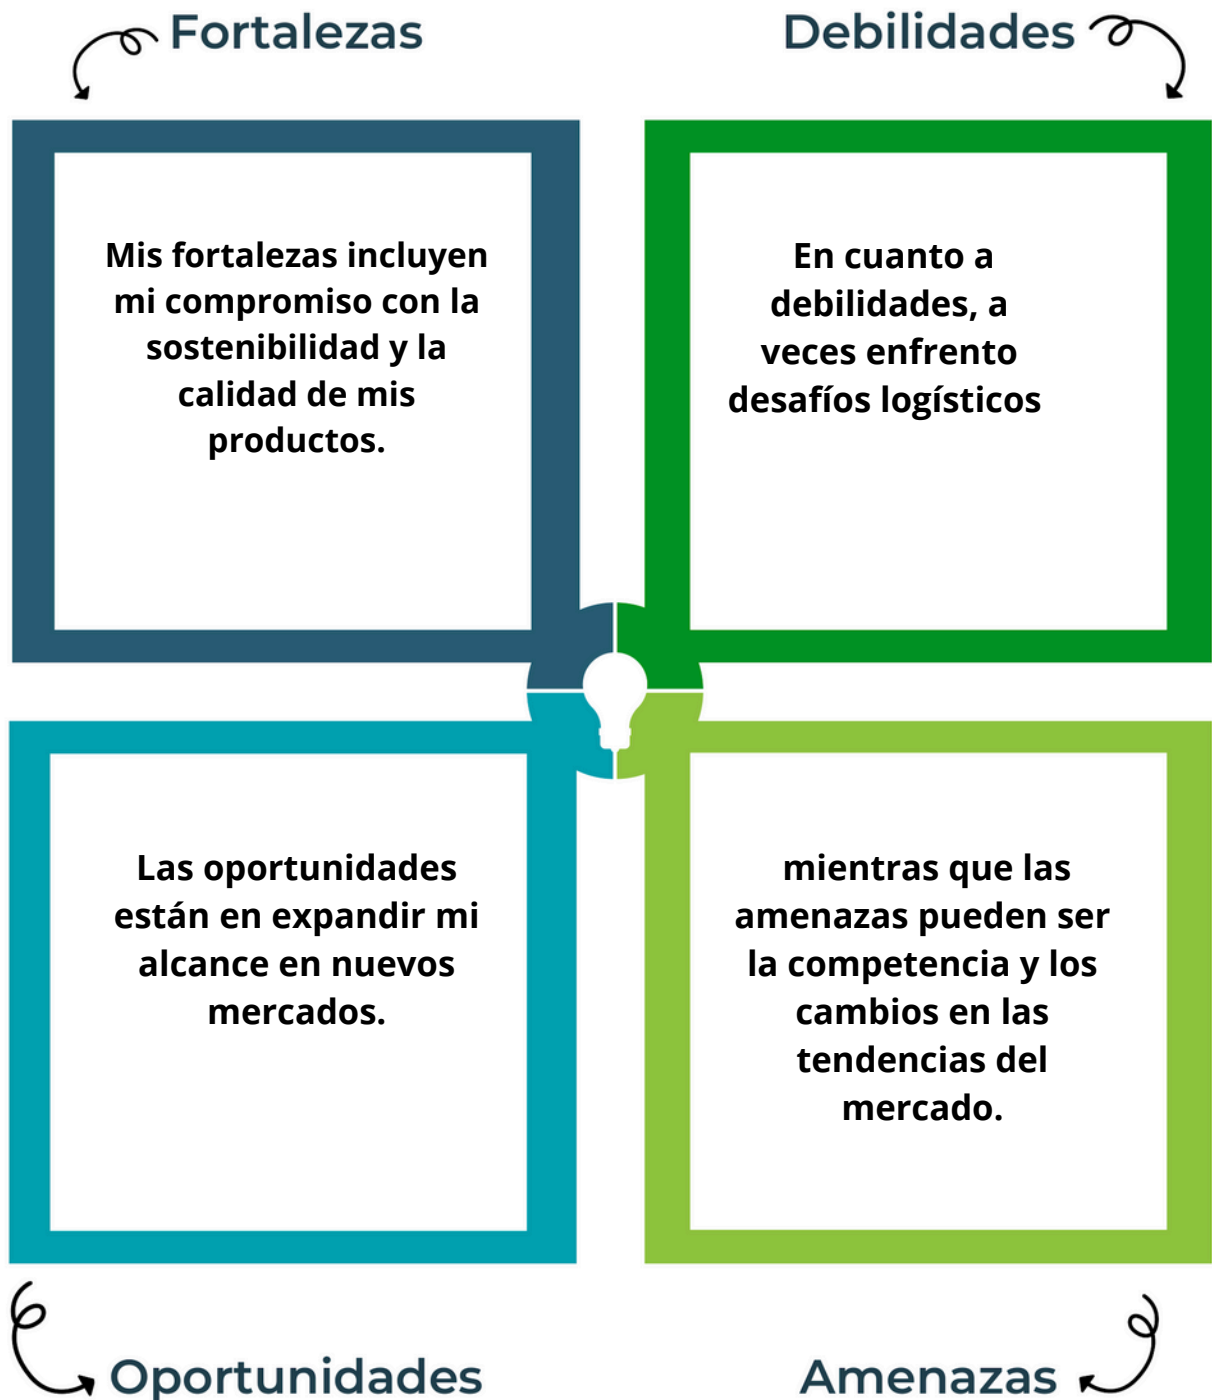 Fortalezas
Mis fortalezas incluyen
mi compromiso con la
sostenibilidad y la
calidad de mis
productos.
Debilidades
En cuanto a
debilidades, a
veces enfrento
desafíos logísticos
Las oportunidades
están en expandir mi
alcance en nuevos
mercados.
Oportunidades
mientras que las
amenazas pueden ser
la competencia y los
cambios en las
tendencias del
mercado.
Amenazas